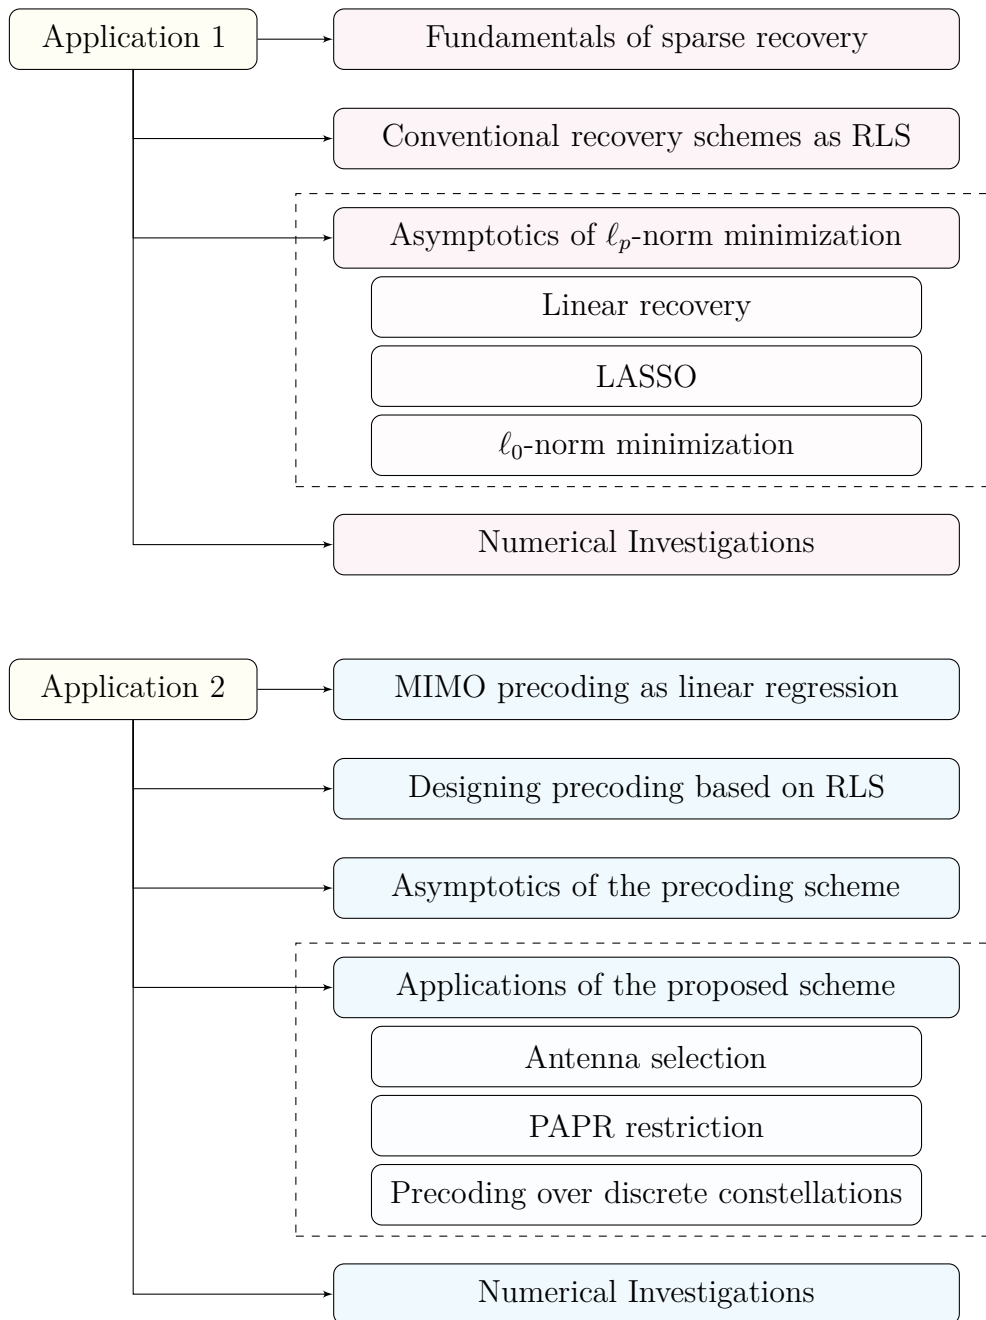 Application 1
Fundamentals of sparse recovery
Conventional recovery schemes as RLS
Asymptotics of ℓₚ-norm minimization
Linear recovery
LASSO
ℓ₀-norm minimization
Numerical Investigations
Application 2
MIMO precoding as linear regression
Designing precoding based on RLS
Asymptotics of the precoding scheme
Applications of the proposed scheme
Antenna selection
PAPR restriction
Precoding over discrete constellations
Numerical Investigations